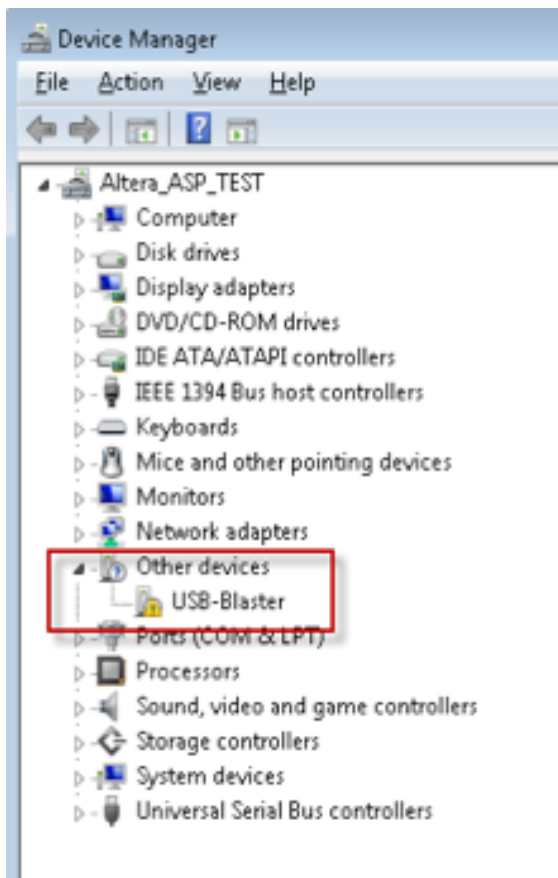 Device Manager
File Action View Help
Altera_ASP_TEST
Computer
Disk drives
Display adapters
DVD/CD-ROM drives
IDE ATA/ATAPI controllers
IEEE 1394 Bus host controllers
Keyboards
Mice and other pointing devices
Monitors
Network adapters
Other devices
USB-Blaster
Ports (COM & LPT)
Processors
Sound, video and game controllers
Storage controllers
System devices
Universal Serial Bus controllers